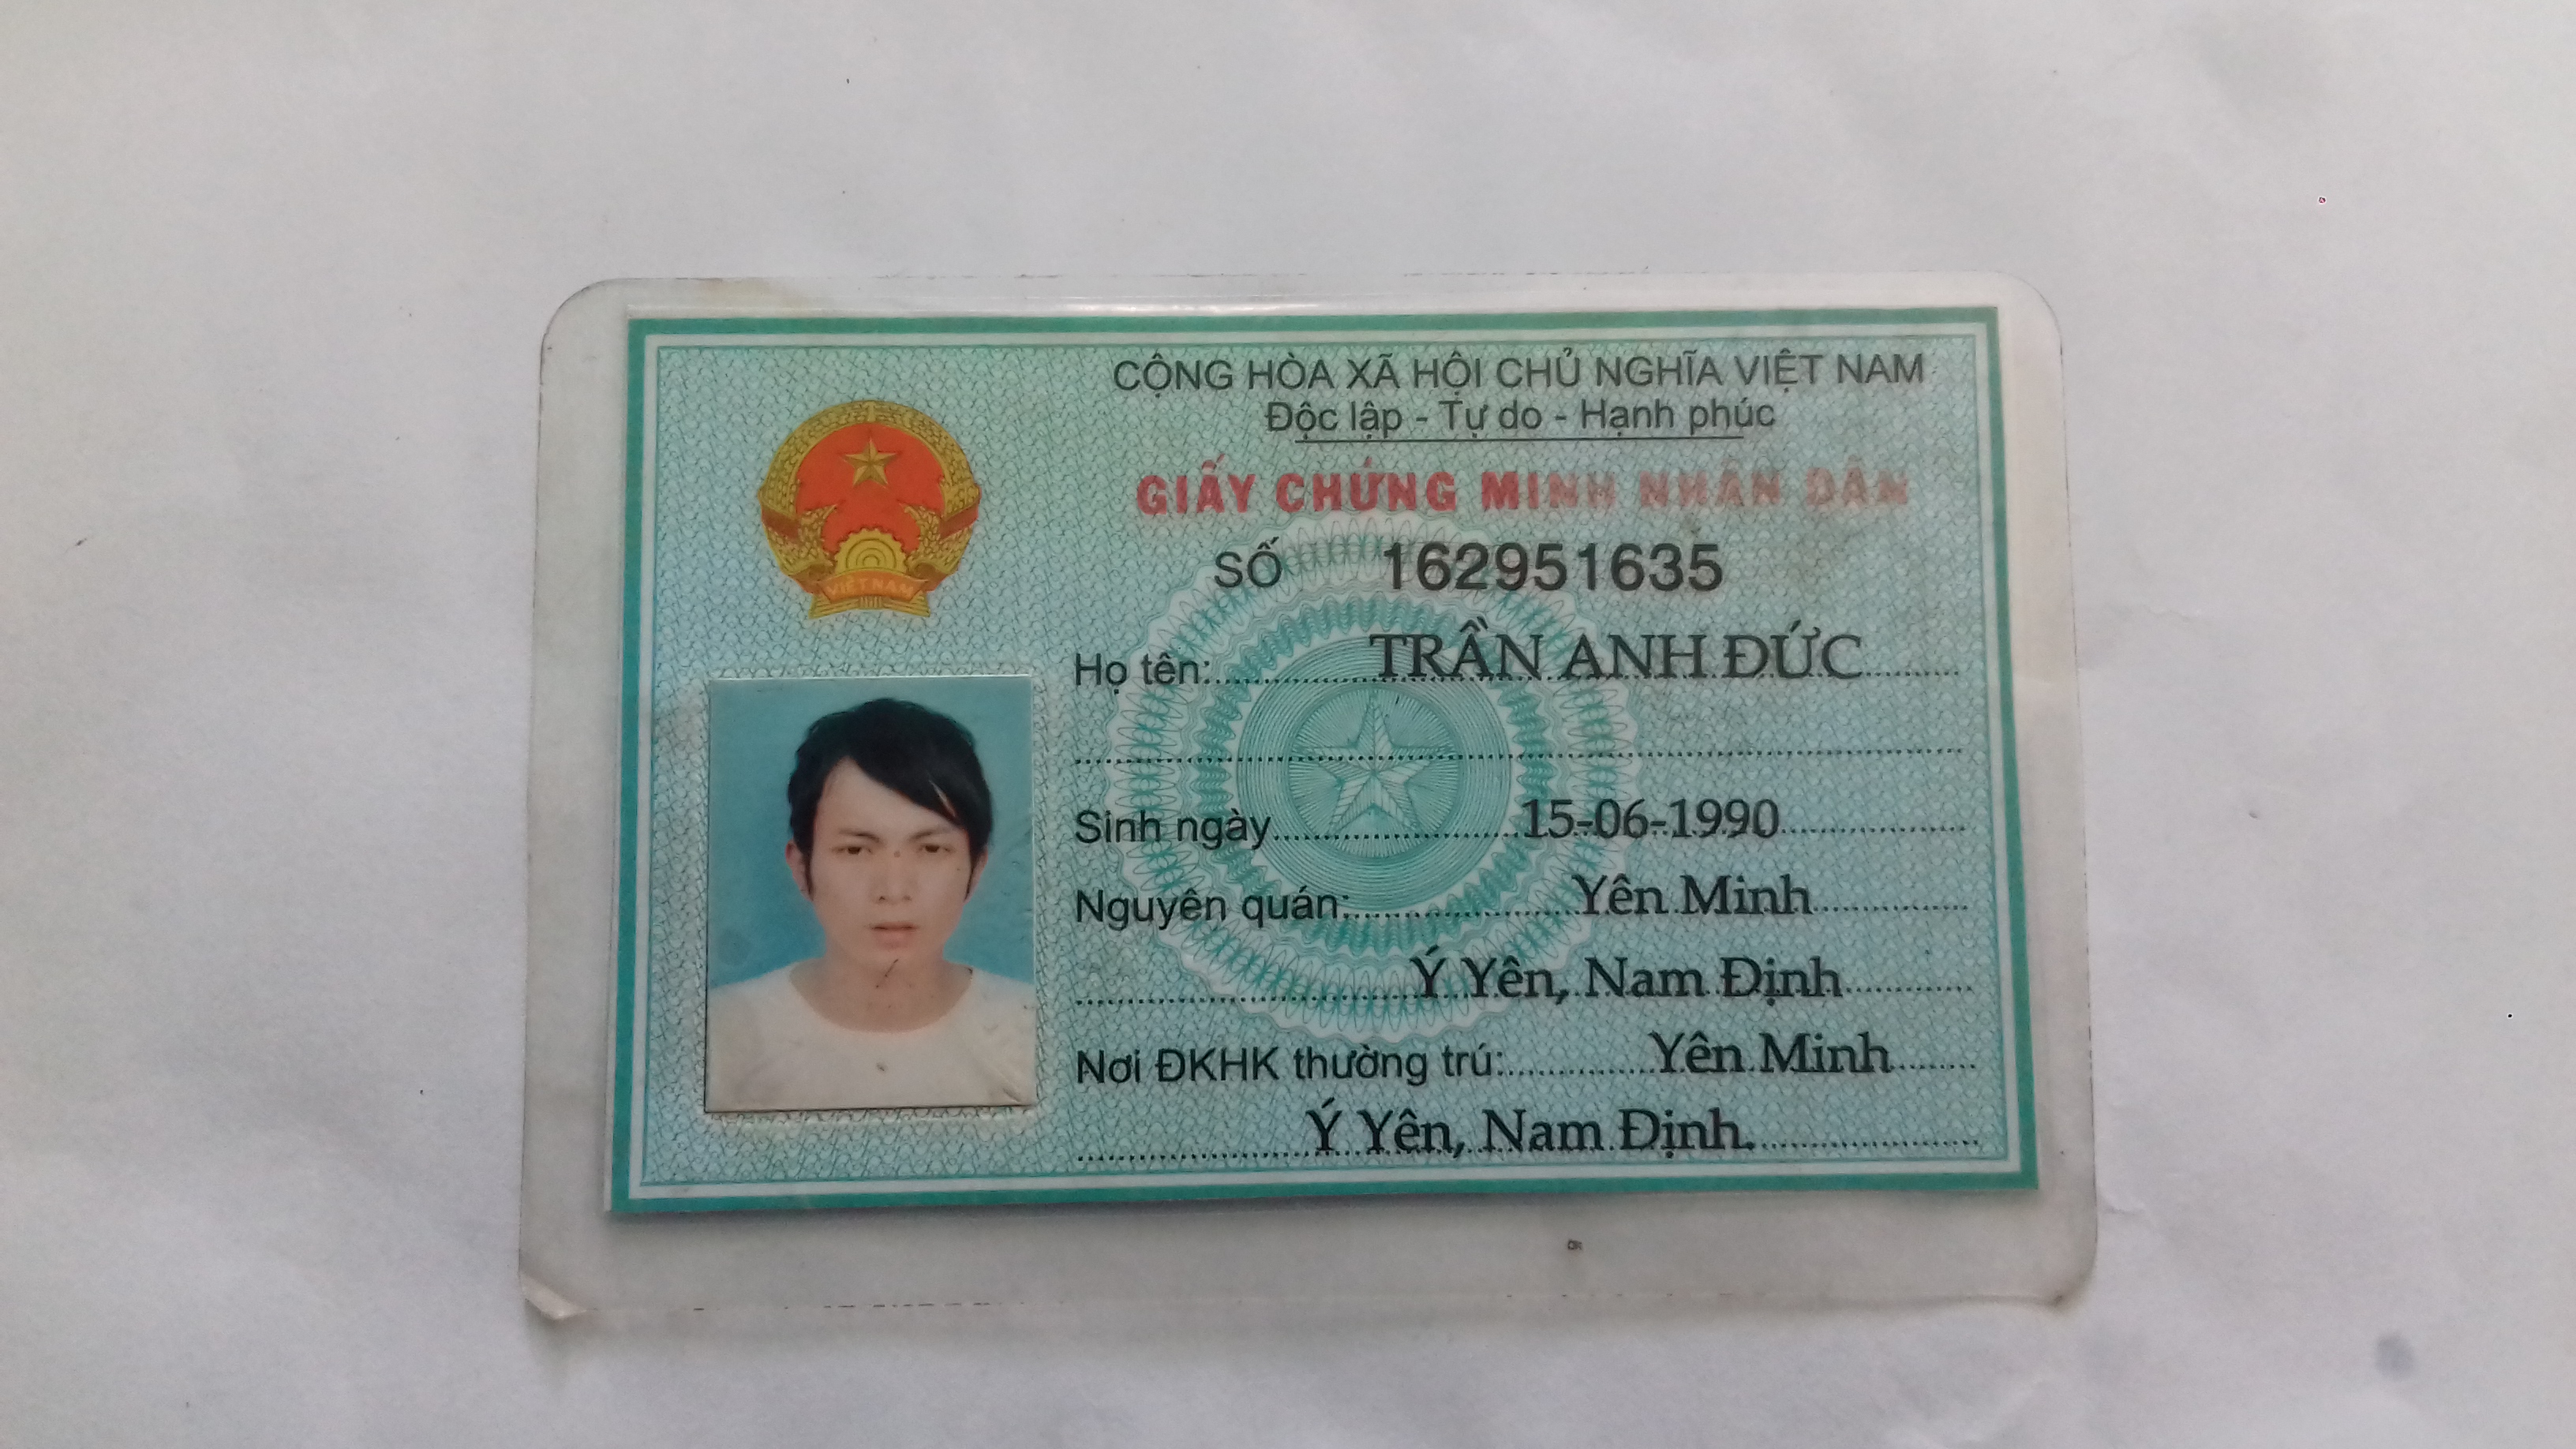 CỘNG HÒA XÃ HỘI CHỦ NGHĨA VIỆT NAM
Độc lập - Tự do - Hạnh phúc
GIẤY CHỨNG MINH NHÂN DÂN
SỐ 162951635
Họ tên: TRẦN ANH ĐỨC
Sinh ngày 15-06-1990
Nguyên quán: Yên Minh
Ý Yên, Nam Định
Nơi ĐKHK thường trú: Yên Minh
Ý Yên, Nam Định.
VIỆT NAM